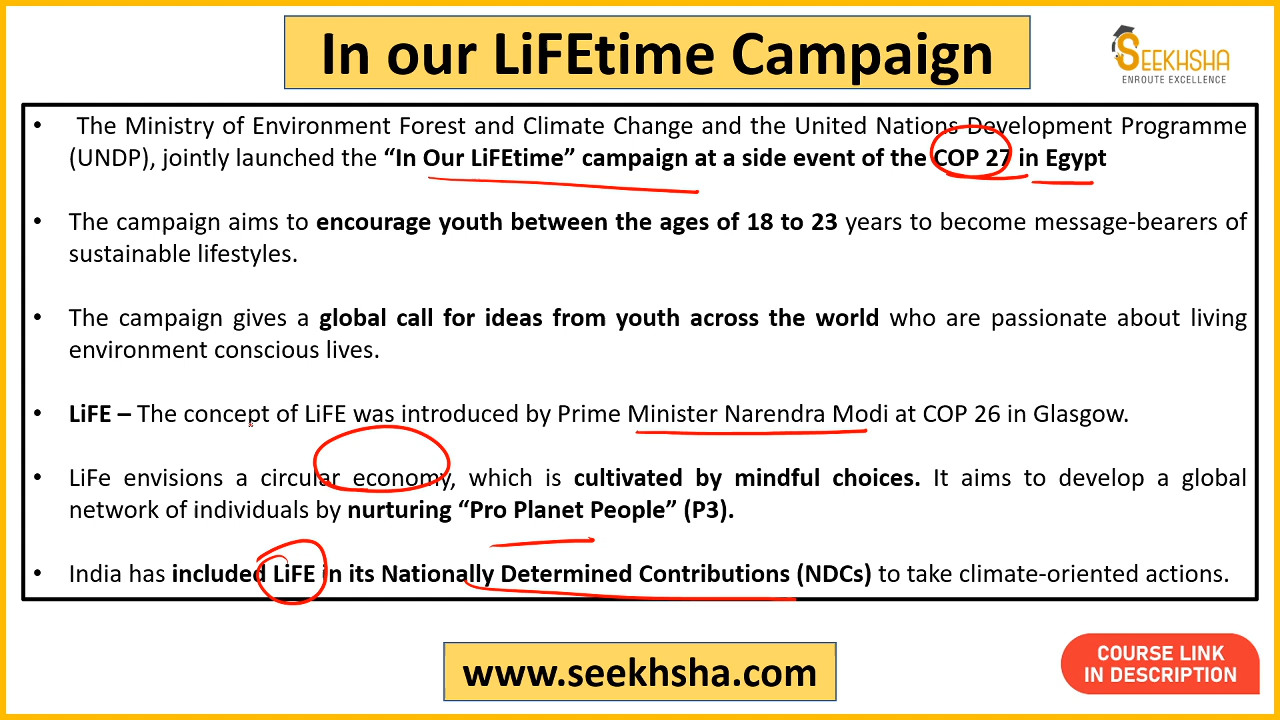 In our LiFEtime Campaign
SEEKHSHA
ENROUTE EXCELLENCE
• The Ministry of Environment Forest and Climate Change and the United Nations Development Programme
(UNDP), jointly launched the “In Our LiFEtime” campaign at a side event of the COP 27 in Egypt
• The campaign aims to encourage youth between the ages of 18 to 23 years to become message-bearers of
sustainable lifestyles.
• The campaign gives a global call for ideas from youth across the world who are passionate about living
environment conscious lives.
• LiFE – The concept of LiFE was introduced by Prime Minister Narendra Modi at COP 26 in Glasgow.
• LiFe envisions a circular economy, which is cultivated by mindful choices. It aims to develop a global
network of individuals by nurturing “Pro Planet People” (P3).
• India has included LiFE in its Nationally Determined Contributions (NDCs) to take climate-oriented actions.
www.seekhsha.com
COURSE LINK
IN DESCRIPTION